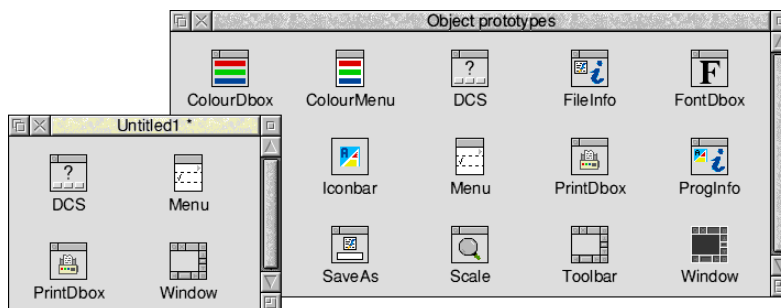 Object prototypes
ColourDbox ColourMenu DCS FileInfo FontDbox
Iconbar Menu PrintDbox ProgInfo
SaveAs Scale Toolbar Window
Untitled1 *
DCS Menu
PrintDbox Window